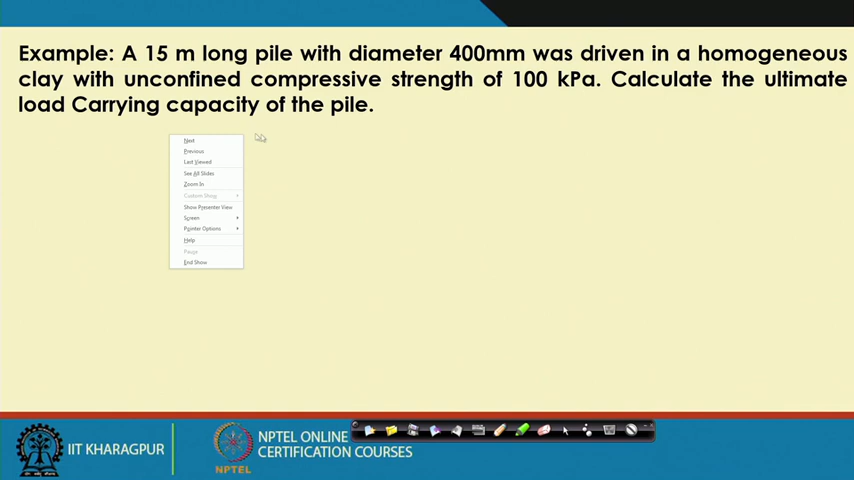 Example: A 15 m long pile with diameter 400mm was driven in a homogeneous
clay with unconfined compressive strength of 100 kPa. Calculate the ultimate
load Carrying capacity of the pile.
Next
Previous
Last Viewed
See All Slides
Zoom In
Custom Show
Show Presenter View
Screen
Pointer Options
Help
Pause
End Show
IIT KHARAGPUR
NPTEL
NPTEL ONLINE
CERTIFICATION COURSES